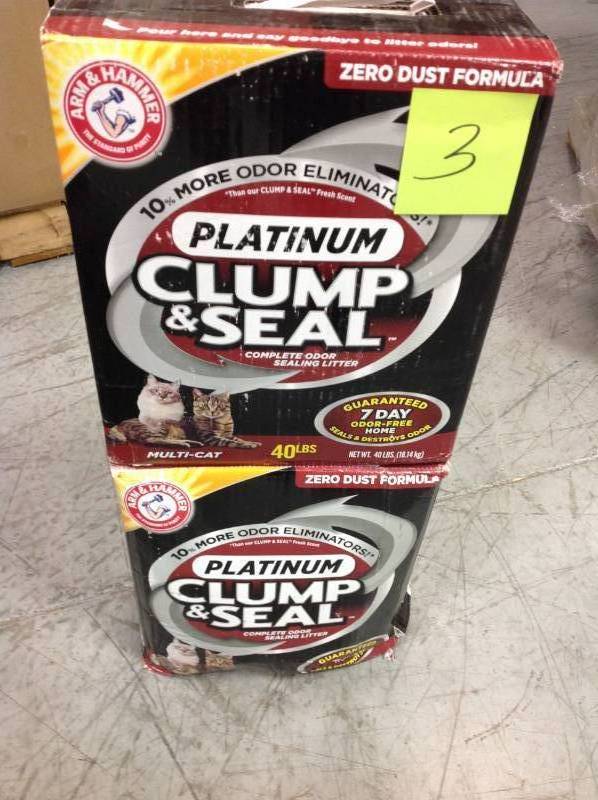 Pour here and say goodbye to litter odors!
ZERO DUST FORMULA
ARM & HAMMER
THE STANDARD OF PURITY
3
10% MORE ODOR ELIMINATORS!*
*Than our CLUMP & SEAL™ Fresh Scent
PLATINUM
CLUMP
& SEAL™
COMPLETE ODOR
SEALING LITTER
GUARANTEED
7 DAY
ODOR-FREE
HOME
SEALS & DESTROYS ODOR
MULTI-CAT
40LBS
NET WT. 40 LBS. (18.14 kg)
ZERO DUST FORMULA
ARM & HAMMER
10% MORE ODOR ELIMINATORS!*
*Than our CLUMP & SEAL™ Fresh Scent
PLATINUM
CLUMP
& SEAL™
COMPLETE ODOR
SEALING LITTER
GUARANTEED